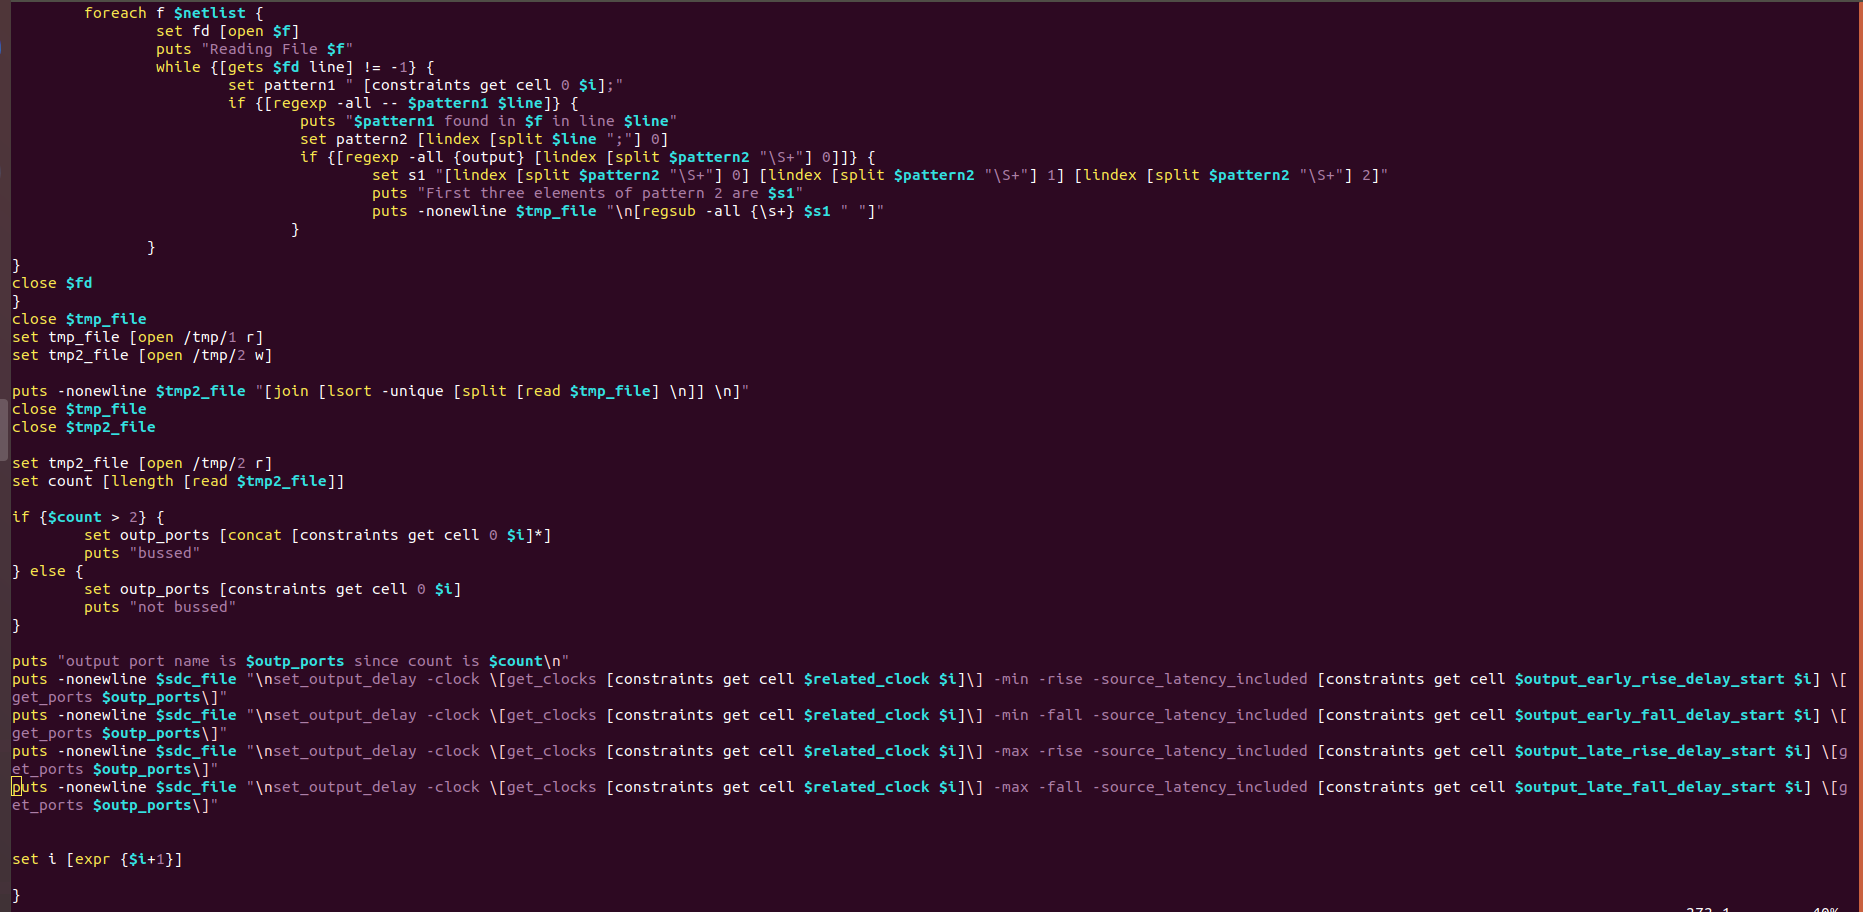 foreach f $netlist {
set fd [open $f]
puts "Reading File $f"
while {[gets $fd line] != -1} {
set pattern1 " [constraints get cell 0 $i];"
if {[regexp -all -- $pattern1 $line]} {
puts "$pattern1 found in $f in line $line"
set pattern2 [lindex [split $line ";"] 0]
if {[regexp -all {output} [lindex [split $pattern2 "\S+"] 0]]} {
set s1 "[lindex [split $pattern2 "\S+"] 0] [lindex [split $pattern2 "\S+"] 1] [lindex [split $pattern2 "\S+"] 2]"
puts "First three elements of pattern 2 are $s1"
puts -nonewline $tmp_file "\n[regsub -all {\s+} $s1 " "]"
}
}
}
close $fd
}
close $tmp_file
set tmp_file [open /tmp/1 r]
set tmp2_file [open /tmp/2 w]
puts -nonewline $tmp2_file "[join [lsort -unique [split [read $tmp_file] \n]] \n]"
close $tmp_file
close $tmp2_file
set tmp2_file [open /tmp/2 r]
set count [llength [read $tmp2_file]]
if {$count > 2} {
set outp_ports [concat [constraints get cell 0 $i]*]
puts "bussed"
} else {
set outp_ports [constraints get cell 0 $i]
puts "not bussed"
}
puts "output port name is $outp_ports since count is $count\n"
puts -nonewline $sdc_file "\nset_output_delay -clock \[get_clocks [constraints get cell $related_clock $i]\] -min -rise -source_latency_included [constraints get cell $output_early_rise_delay_start $i] \[
get_ports $outp_ports\]"
puts -nonewline $sdc_file "\nset_output_delay -clock \[get_clocks [constraints get cell $related_clock $i]\] -min -fall -source_latency_included [constraints get cell $output_early_fall_delay_start $i] \[
get_ports $outp_ports\]"
puts -nonewline $sdc_file "\nset_output_delay -clock \[get_clocks [constraints get cell $related_clock $i]\] -max -rise -source_latency_included [constraints get cell $output_late_rise_delay_start $i] \[g
et_ports $outp_ports\]"
puts -nonewline $sdc_file "\nset_output_delay -clock \[get_clocks [constraints get cell $related_clock $i]\] -max -fall -source_latency_included [constraints get cell $output_late_fall_delay_start $i] \[g
et_ports $outp_ports\]"
set i [expr {$i+1}]
}